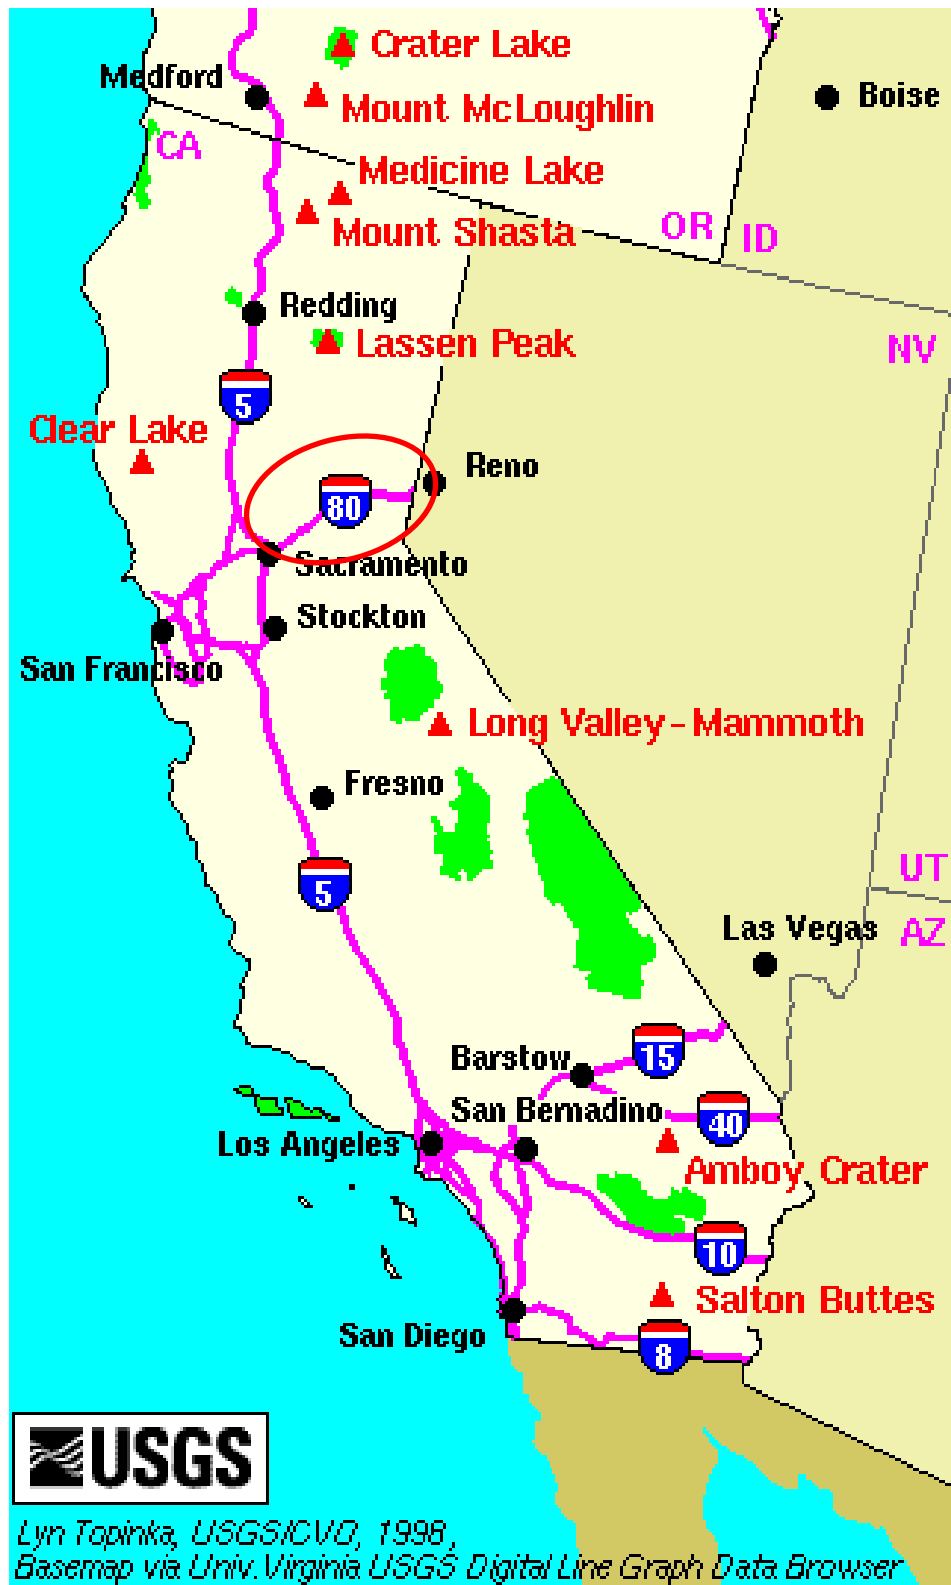 Crater Lake
Medford
Boise
Mount McLoughlin
CA
Medicine Lake
OR
ID
Mount Shasta
Redding
Lassen Peak
NV
5
Clear Lake
Reno
80
Sacramento
Stockton
San Francisco
Long Valley-Mammoth
Fresno
5
UT
Las Vegas
AZ
Barstow
15
San Bernadino
40
Los Angeles
Amboy Crater
10
Salton Buttes
San Diego
8
USGS
Lyn Topinka, USGS/CVO, 1998,
Basemap via Univ. Virginia USGS Digital Line Graph Data Browser